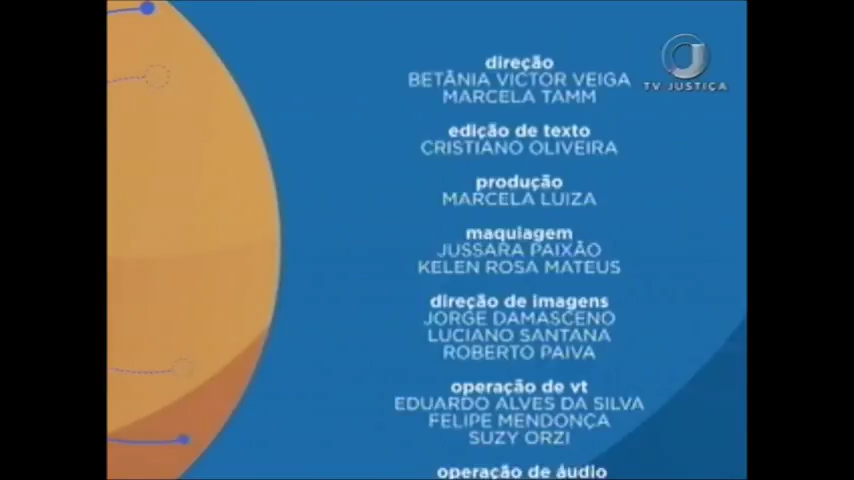 direção
BETÂNIA VICTOR VEIGA
MARCELA TAMM
TV JUSTIÇA
edição de texto
CRISTIANO OLIVEIRA
produção
MARCELA LUIZA
maquiagem
JUSSARA PAIXÃO
KELEN ROSA MATEUS
direção de imagens
JORGE DAMASCENO
LUCIANO SANTANA
ROBERTO PAIVA
operação de vt
EDUARDO ALVES DA SILVA
FELIPE MENDONÇA
SUZY ORZI
operação de áudio